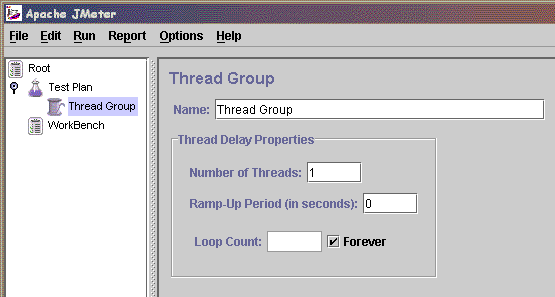 Apache JMeter
File Edit Run Report Options Help
Root
Test Plan
Thread Group
WorkBench
Thread Group
Name: Thread Group
Thread Delay Properties
Number of Threads: 1
Ramp-Up Period (in seconds): 0
Loop Count: Forever